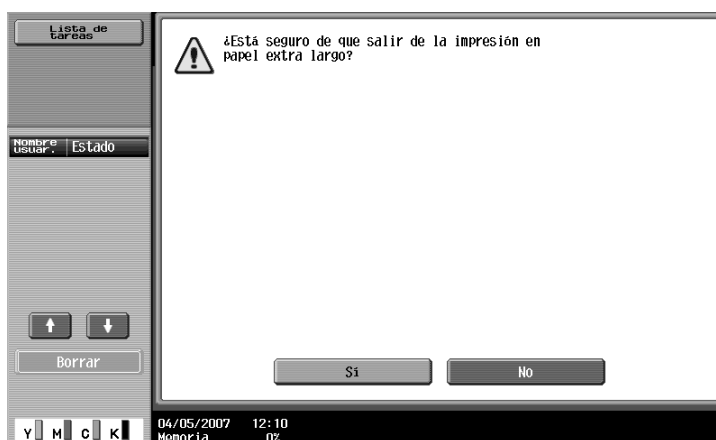 Lista de
tareas
¿Está seguro de que salir de la impresión en
papel extra largo?
Nombre
usuar.
Estado
Borrar
Sí
No
Y M C K
04/05/2007 12:10
Memoria 0%